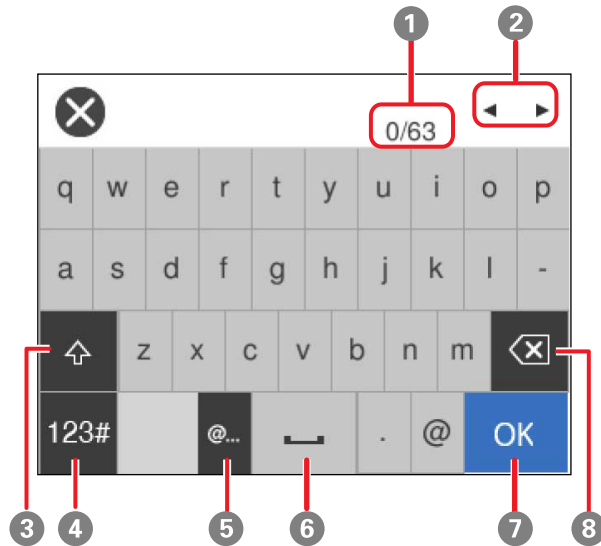 1 2
0/63
q w e r t y u i o p
a s d f g h j k l -
z x c v b n m
123# @... . @ OK
3 4 5 6 7 8